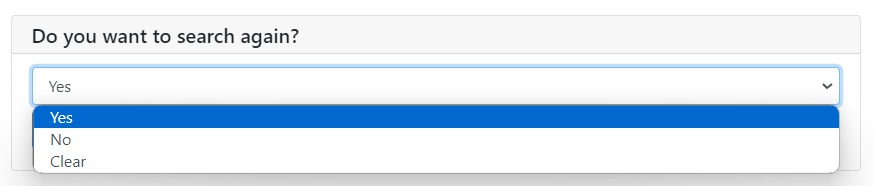 Do you want to search again?
Yes
Yes
No
Clear